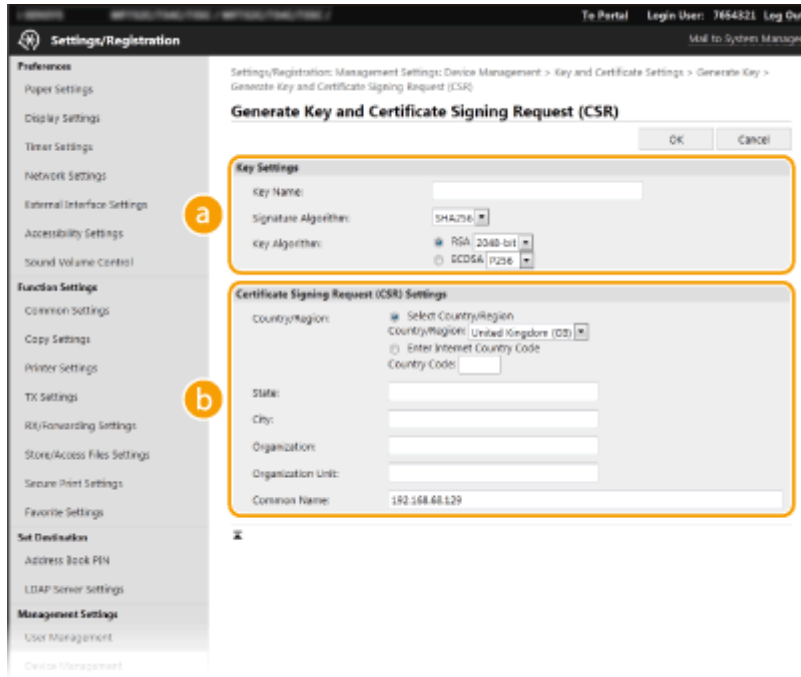 To Portal Login User: 7654321 Log Ou
Settings/Registration
Mail to System Manage
Preferences
Paper Settings
Display Settings
Timer Settings
Network Settings
External Interface Settings
Accessibility Settings
Sound Volume Control
Function Settings
Common Settings
Copy Settings
Printer Settings
TX Settings
RX/Forwarding Settings
Store/Access Files Settings
Secure Print Settings
Favorite Settings
Set Destination
Address Book PIN
LDAP Server Settings
Management Settings
User Management
Device Management
Settings/Registration: Management Settings: Device Management > Key and Certificate Settings > Generate Key >
Generate Key and Certificate Signing Request (CSR)
Generate Key and Certificate Signing Request (CSR)
OK Cancel
a
Key Settings
Key Name:
Signature Algorithm: SHA256
Key Algorithm: RSA 2048-bit
ECDSA P256
b
Certificate Signing Request (CSR) Settings
Country/Region: Select Country/Region
Country/Region: United Kingdom (GB)
Enter Internet Country Code
Country Code:
State:
City:
Organization:
Organization Unit:
Common Name: 192.168.68.129